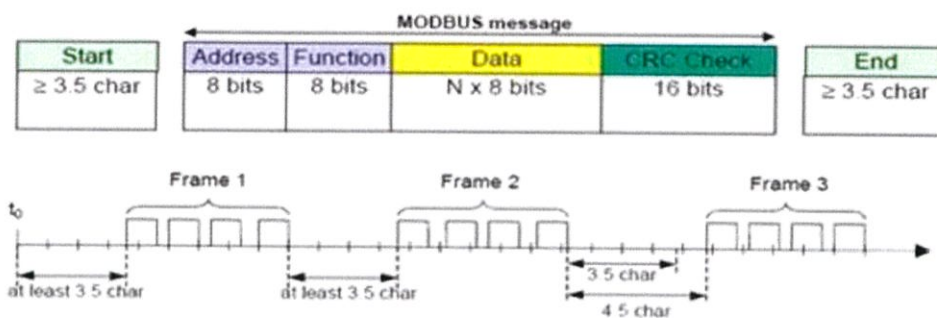 MODBUS message
Start Address Function Data CRC Check End
≥ 3.5 char 8 bits 8 bits N x 8 bits 16 bits ≥ 3.5 char
Frame 1 Frame 2 Frame 3
t0
3.5 char
at least 3.5 char at least 3.5 char
4.5 char